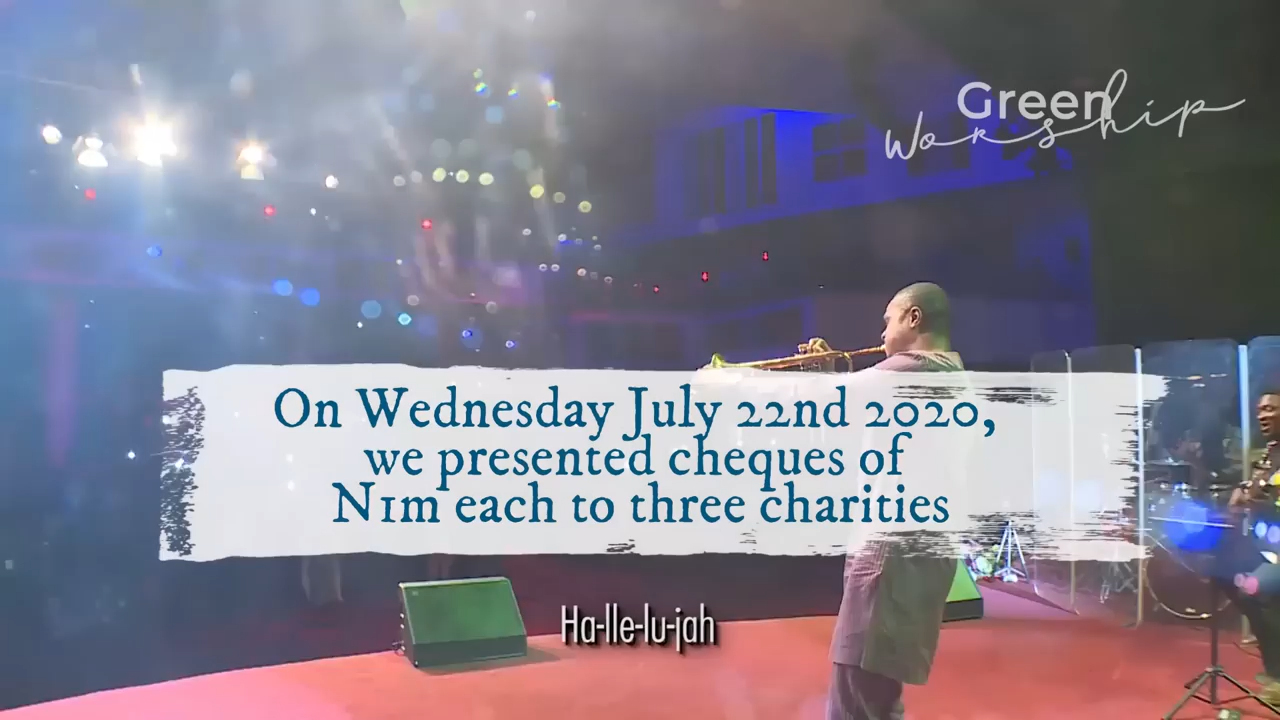 Green
Worship
On Wednesday July 22nd 2020,
we presented cheques of
N1m each to three charities
Ha-lle-lu-jah